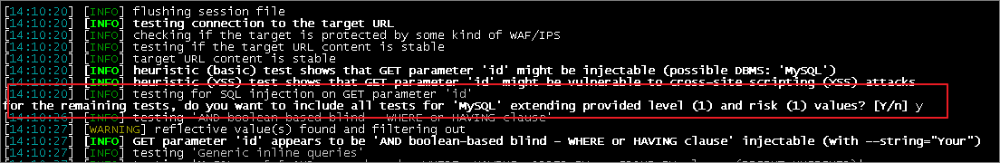 [14:10:20] [INFO] flushing session file
[14:10:20] [INFO] testing connection to the target URL
[14:10:20] [INFO] checking if the target is protected by some kind of WAF/IPS
[14:10:20] [INFO] testing if the target URL content is stable
[14:10:20] [INFO] target URL content is stable
[14:10:20] [INFO] heuristic (basic) test shows that GET parameter 'id' might be injectable (possible DBMS: 'MySQL')
[14:10:20] [INFO] heuristic (XSS) test shows that GET parameter 'id' might be vulnerable to cross-site scripting (XSS) attacks
[14:10:20] [INFO] testing for SQL injection on GET parameter 'id'
for the remaining tests, do you want to include all tests for 'MySQL' extending provided level (1) and risk (1) values? [Y/n] y
[14:10:26] [INFO] testing 'AND boolean-based blind - WHERE or HAVING clause'
[14:10:27] [WARNING] reflective value(s) found and filtering out
[14:10:27] [INFO] GET parameter 'id' appears to be 'AND boolean-based blind - WHERE or HAVING clause' injectable (with --string="Your")
[14:10:27] [INFO] testing 'Generic inline queries'
[14:10:27] [INFO] testing